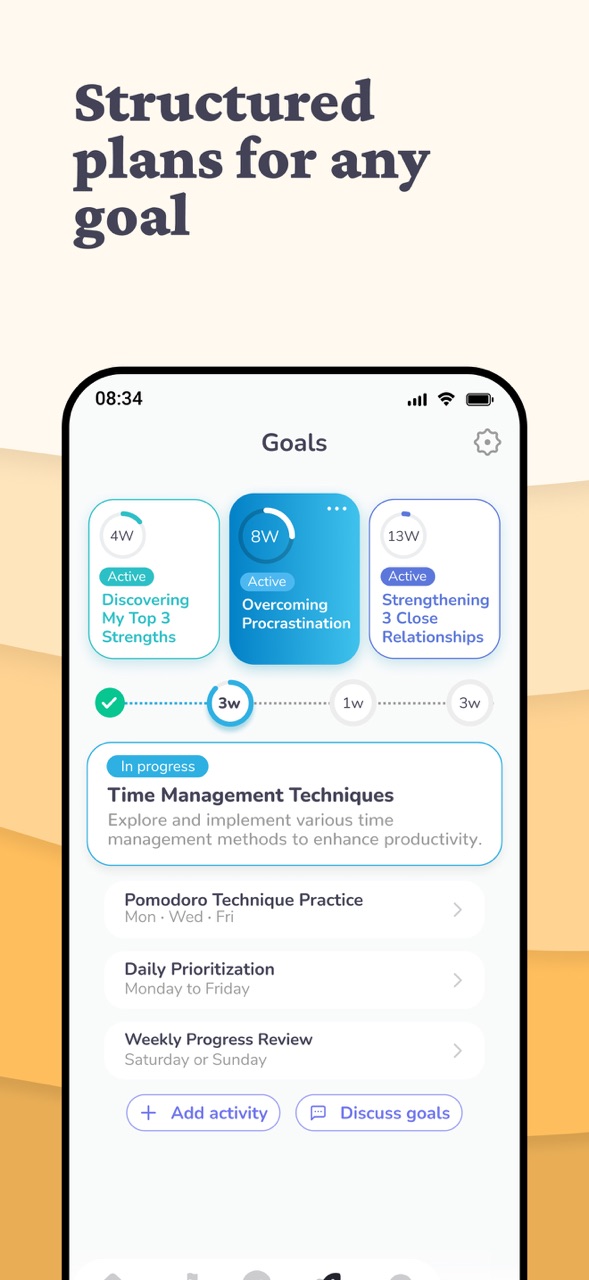 Structured
plans for any
goal
08:34
Goals
4W
Active
Discovering
My Top 3
Strengths
8W
Active
Overcoming
Procrastination
13W
Active
Strengthening
3 Close
Relationships
3w
1w
3w
In progress
Time Management Techniques
Explore and implement various time
management methods to enhance productivity.
Pomodoro Technique Practice
Mon · Wed · Fri
Daily Prioritization
Monday to Friday
Weekly Progress Review
Saturday or Sunday
Add activity
Discuss goals